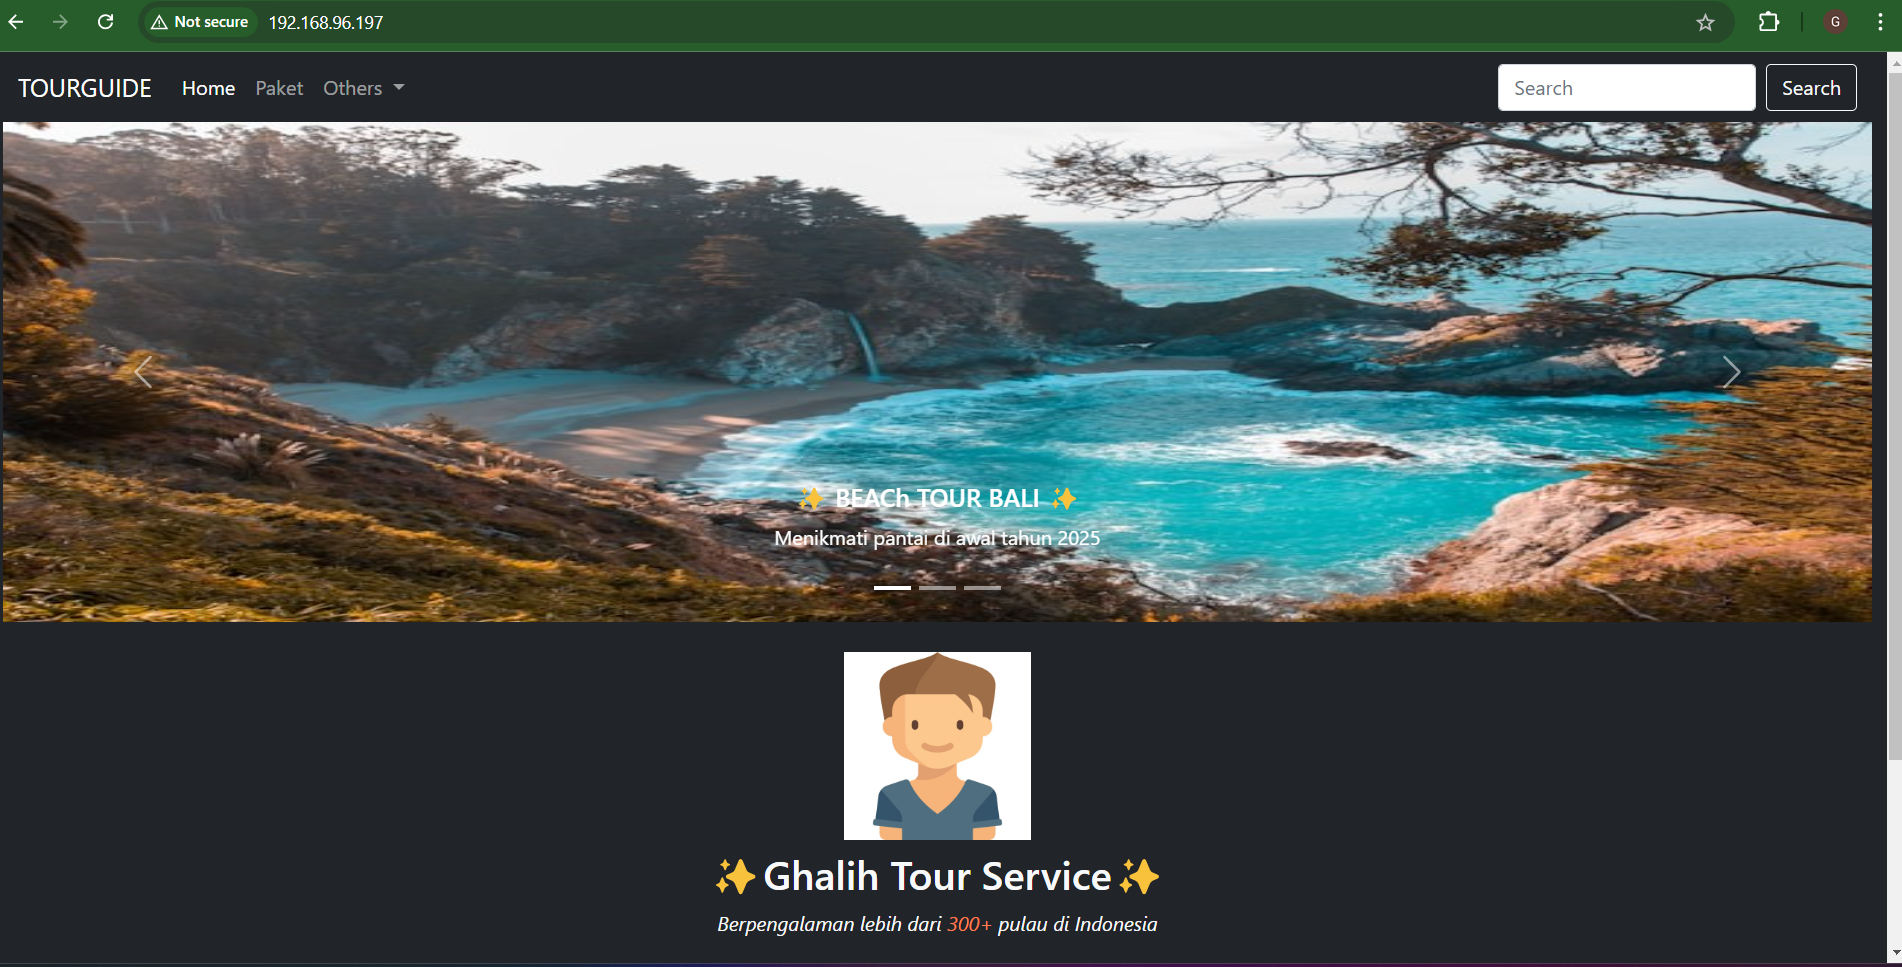 Not secure 192.168.96.197
G
TOURGUIDE Home Paket Others Search Search
✨ BEACh TOUR BALI ✨
Menikmati pantai di awal tahun 2025
✨Ghalih Tour Service✨
Berpengalaman lebih dari 300+ pulau di Indonesia